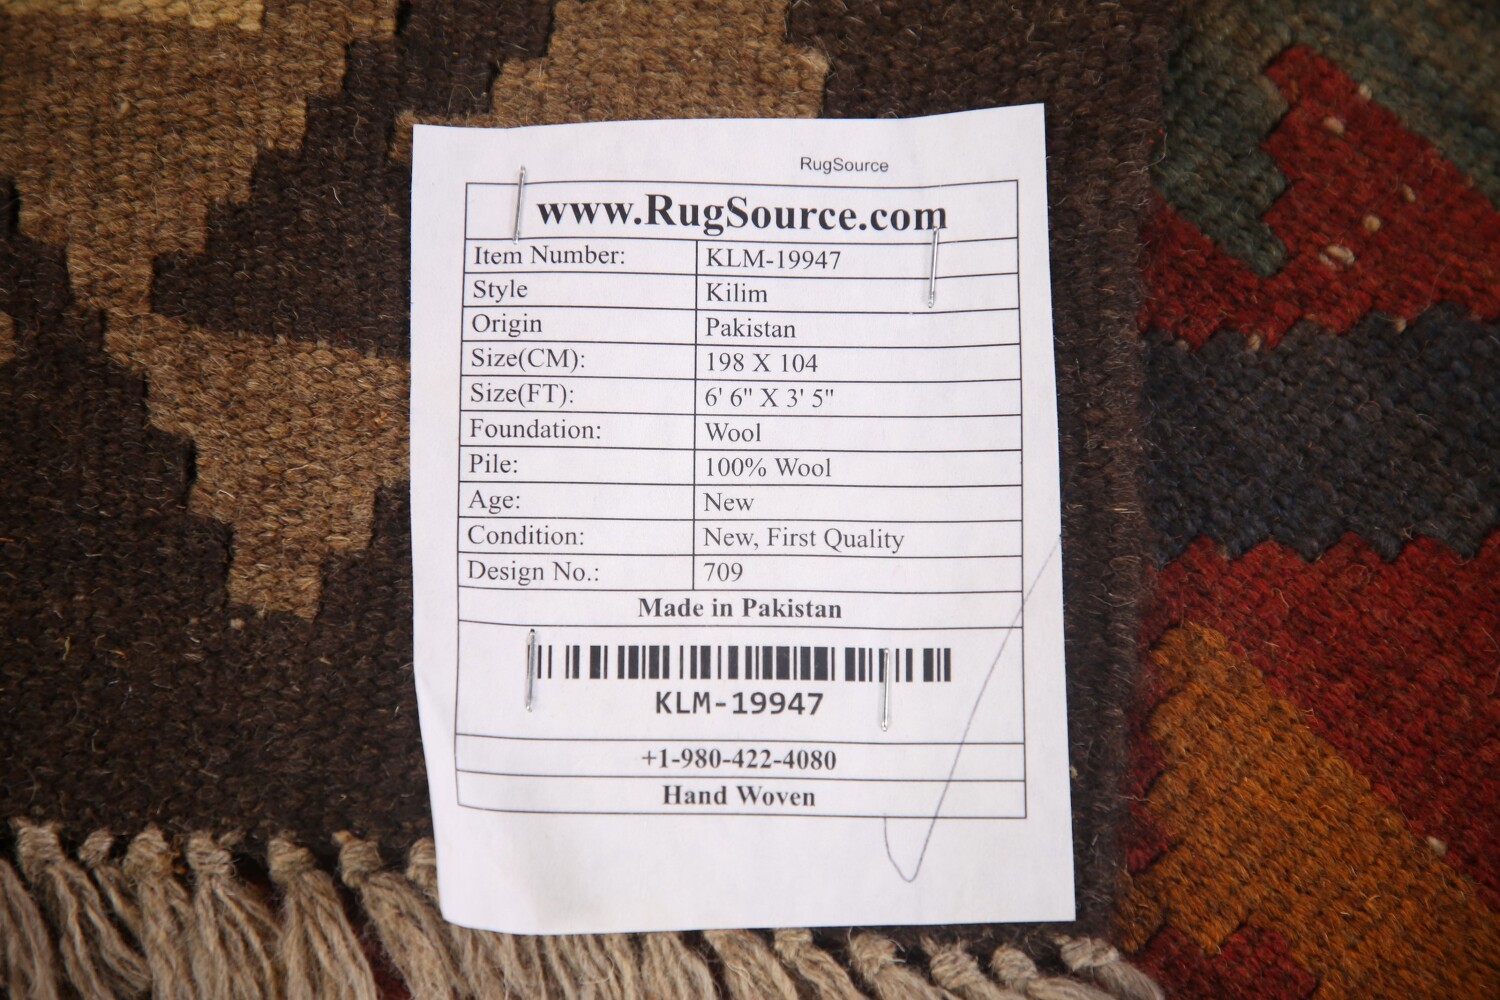 RugSource
www.RugSource.com
Item Number: KLM-19947
Style Kilim
Origin Pakistan
Size(CM): 198 X 104
Size(FT): 6' 6" X 3' 5"
Foundation: Wool
Pile: 100% Wool
Age: New
Condition: New, First Quality
Design No.: 709
Made in Pakistan
KLM-19947
+1-980-422-4080
Hand Woven